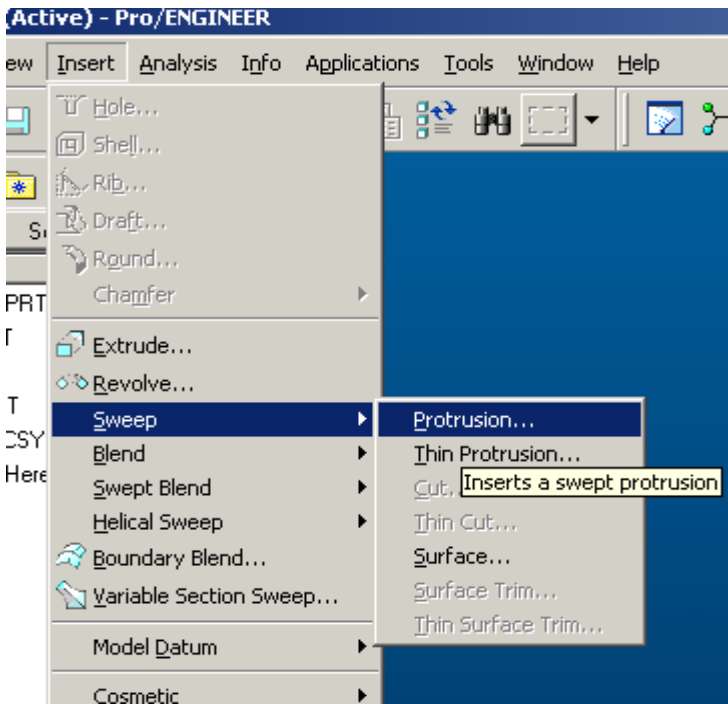 (Active) - Pro/ENGINEER
ew Insert Analysis Info Applications Tools Window Help
Hole...
Shell...
Rib...
Draft...
Round...
Chamfer
Extrude...
Revolve...
Sweep
Blend
Swept Blend
Helical Sweep
Boundary Blend...
Variable Section Sweep...
Model Datum
Cosmetic
Protrusion...
Thin Protrusion...
Cut...
Inserts a swept protrusion
Thin Cut...
Surface...
Surface Trim...
Thin Surface Trim...
PRT
T
T
CSY
Here